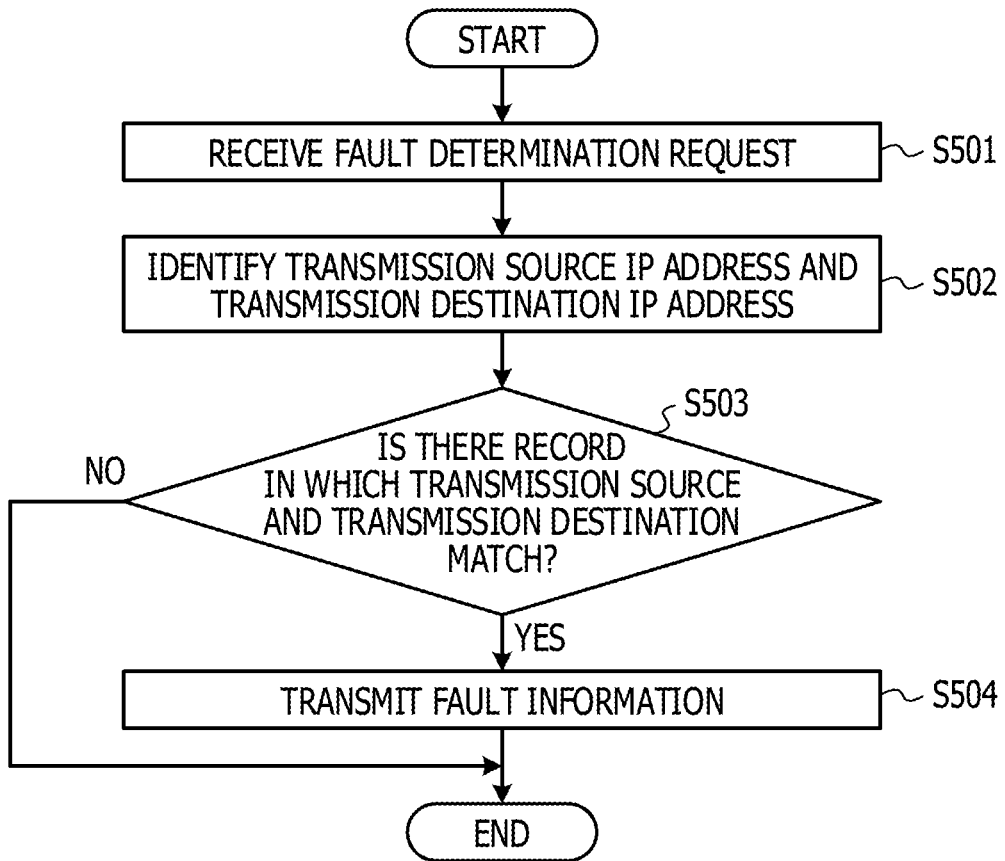 START
RECEIVE FAULT DETERMINATION REQUEST
S501
IDENTIFY TRANSMISSION SOURCE IP ADDRESS AND
TRANSMISSION DESTINATION IP ADDRESS
S502
S503
IS THERE RECORD
IN WHICH TRANSMISSION SOURCE
AND TRANSMISSION DESTINATION
MATCH?
NO
YES
TRANSMIT FAULT INFORMATION
S504
END